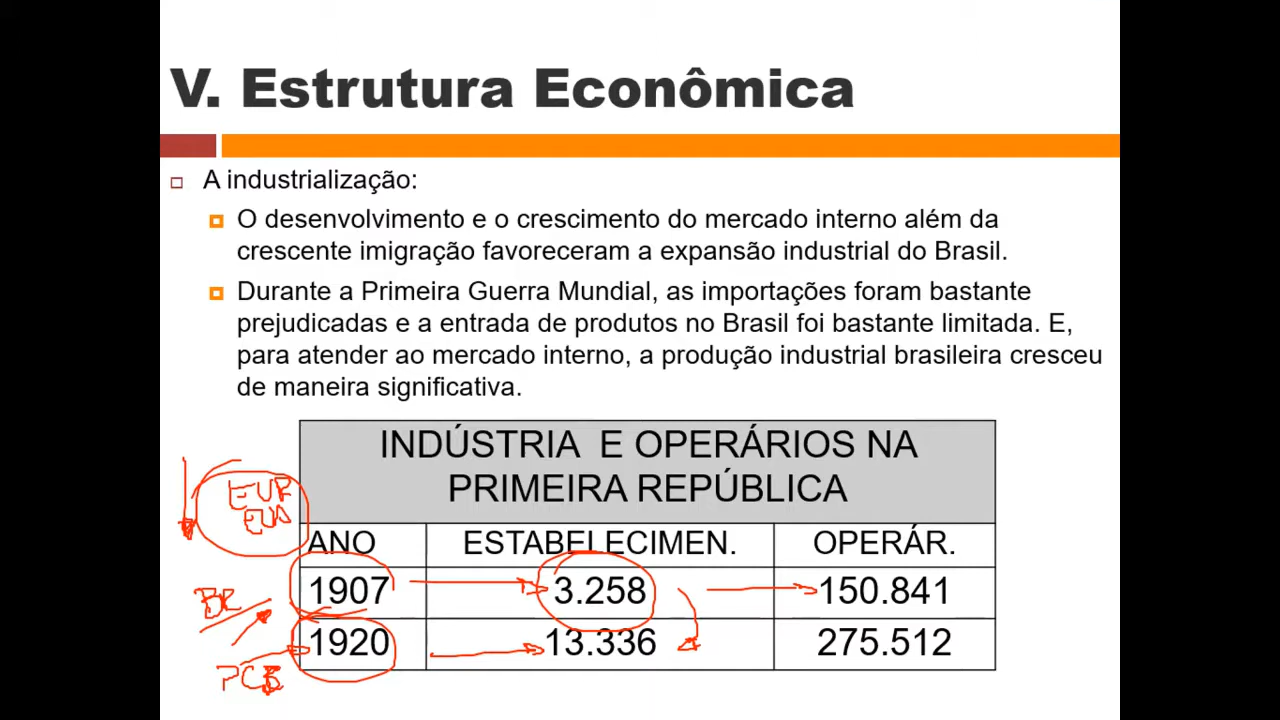 V. Estrutura Econômica
A industrialização:
O desenvolvimento e o crescimento do mercado interno além da
crescente imigração favoreceram a expansão industrial do Brasil.
Durante a Primeira Guerra Mundial, as importações foram bastante
prejudicadas e a entrada de produtos no Brasil foi bastante limitada. E,
para atender ao mercado interno, a produção industrial brasileira cresceu
de maneira significativa.
INDÚSTRIA E OPERÁRIOS NA
PRIMEIRA REPÚBLICA
EUR
EUA
ANO ESTABELECIMEN. OPERÁR.
1907 3.258 150.841
BR
1920 13.336 275.512
PCB